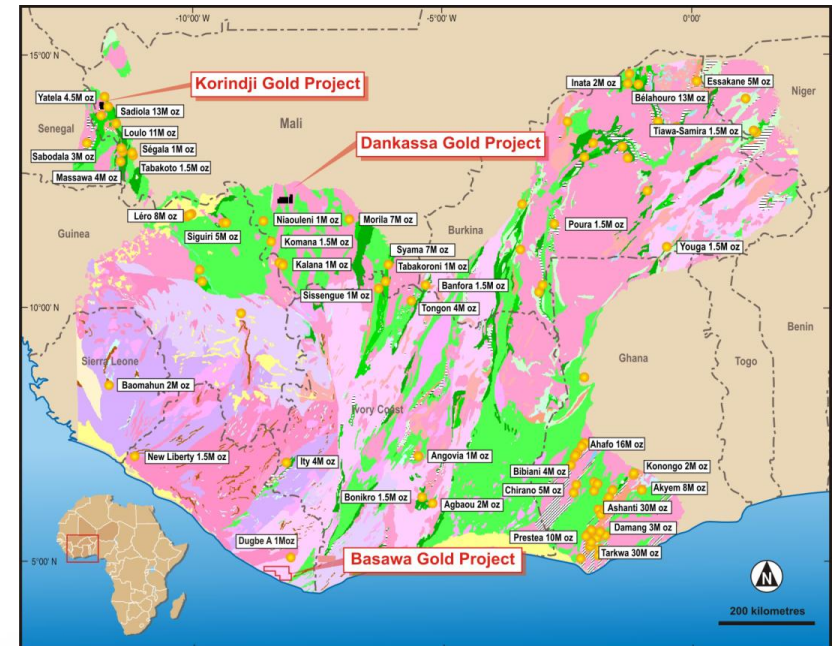 -10°00' W
-5°00' W
0°00' W
15°00' N
Korindji Gold Project
Inata 2M oz
Essakane 5M oz
Niger
Yatela 4.5M oz
Bélahouro 13M oz
Sadiola 13M oz
Mali
Senegal
Loulo 11M oz
Tiawa-Samira 1.5M oz
Dankassa Gold Project
Ségala 1M oz
Sabodala 3M oz
Tabakoto 1.5M oz
Massawa 4M oz
Léro 8M oz
Niaouleni 1M oz
Morila 7M oz
Guinea
Siguiri 5M oz
Burkina
Poura 1.5M oz
Komana 1.5M oz
Syama 7M oz
Youga 1.5M oz
Kalana 1M oz
Tabakoroni 1M oz
Sissengue 1M oz
Banfora 1.5M oz
10°00' N
Tongon 4M oz
Benin
Sierra Leone
Ghana
Togo
Baomahun 2M oz
Ivory Coast
Ahafo 16M oz
New Liberty 1.5M oz
Ity 4M oz
Angovia 1M oz
Bibiani 4M oz
Konongo 2M oz
Chirano 5M oz
Akyem 8M oz
Bonikro 1.5M oz
Agbaou 2M oz
Ashanti 30M oz
Damang 3M oz
Prestea 10M oz
Dugbe A 1Moz
Tarkwa 30M oz
5°00' N
Basawa Gold Project
N
200 kilometres